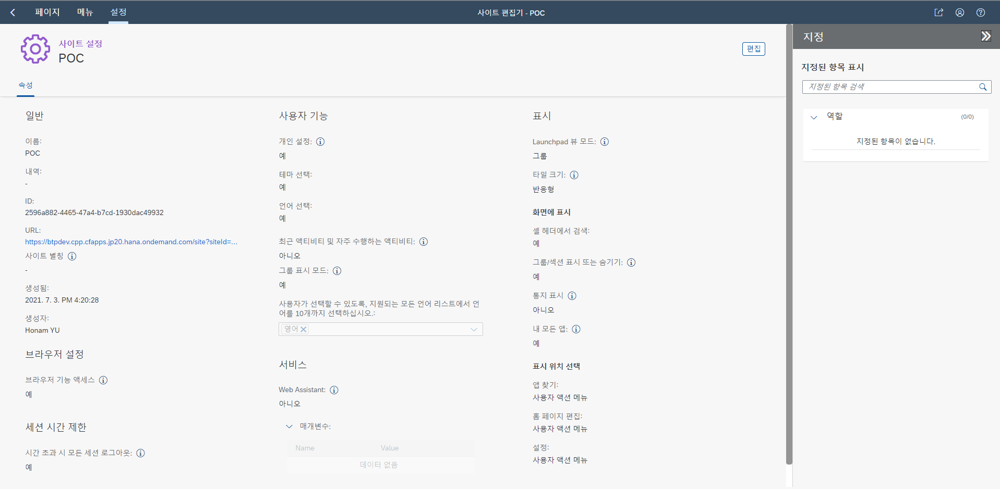 페이지 메뉴 설정 사이트 편집기 - POC
사이트 설정
POC
편집
속성
일반
이름:
POC
내역:
-
ID:
2596a882-4465-47a4-b7cd-1930dac49932
URL:
https://btpdev.cpp.cfapps.jp20.hana.ondemand.com/site?siteId=...
사이트 별칭
-
생성됨:
2021. 7. 3. PM 4:20:28
생성자:
Honam YU
브라우저 설정
브라우저 기능 액세스
예
세션 시간 제한
시간 초과 시 모든 세션 로그아웃:
예
사용자 기능
개인 설정:
예
테마 선택:
예
언어 선택:
예
최근 액티비티 및 자주 수행하는 액티비티:
아니오
그룹 표시 모드:
예
사용자가 선택할 수 있도록, 지원되는 모든 언어 리스트에서 언
어를 10개까지 선택하십시오.:
영어
서비스
Web Assistant:
아니오
매개변수:
Name Value
데이터 없음
표시
Launchpad 뷰 모드:
그룹
타일 크기:
반응형
화면에 표시
셸 헤더에서 검색:
예
그룹/섹션 표시 또는 숨기기:
예
통지 표시
아니오
내 모든 앱:
예
표시 위치 선택
앱 찾기:
사용자 액션 메뉴
홈 페이지 편집:
사용자 액션 메뉴
설정:
사용자 액션 메뉴
지정
지정된 항목 표시
지정된 항목 검색
역할 (0/0)
지정된 항목이 없습니다.